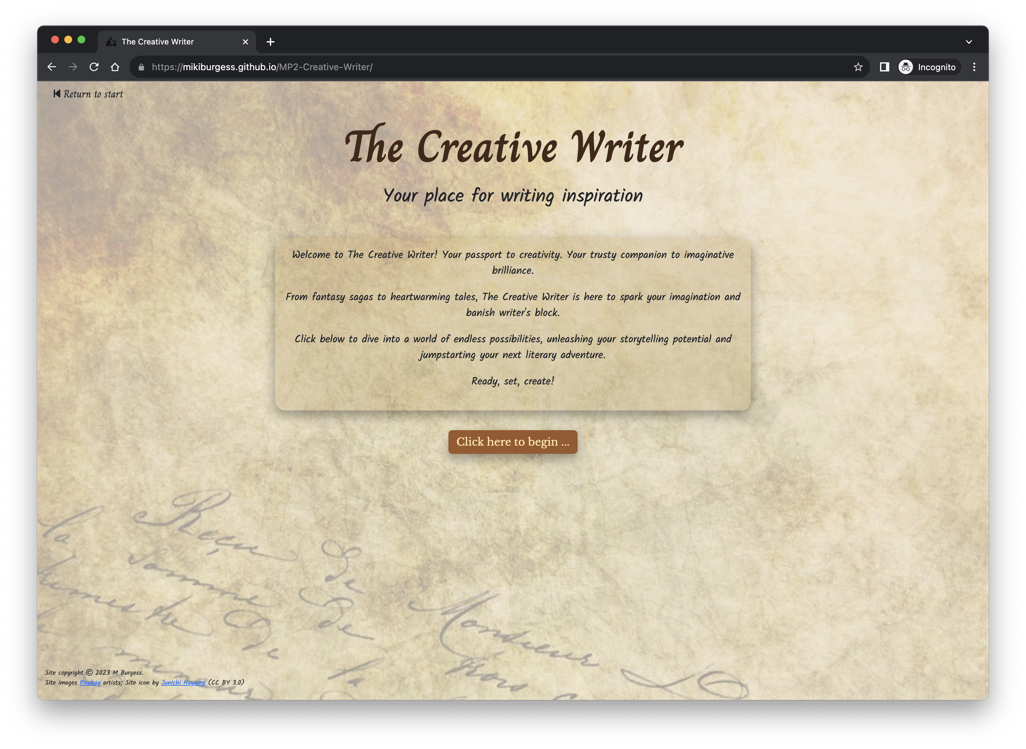 The Creative Writer
https://mikiburgess.github.io/MP2-Creative-Writer/
Incognito
Return to start
The Creative Writer
Your place for writing inspiration
Welcome to The Creative Writer! Your passport to creativity. Your trusty companion to imaginative
brilliance.
From fantasy sagas to heartwarming tales, The Creative Writer is here to spark your imagination and
banish writer's block.
Click below to dive into a world of endless possibilities, unleashing your storytelling potential and
jumpstarting your next literary adventure.
Ready, set, create!
Click here to begin ...
Reçu de Monsieur
la somme De
la
Site copyright © 2023 M Burgess.
Site images Pixabay artists; Site icon by Junichi Hayama (CC BY 3.0)